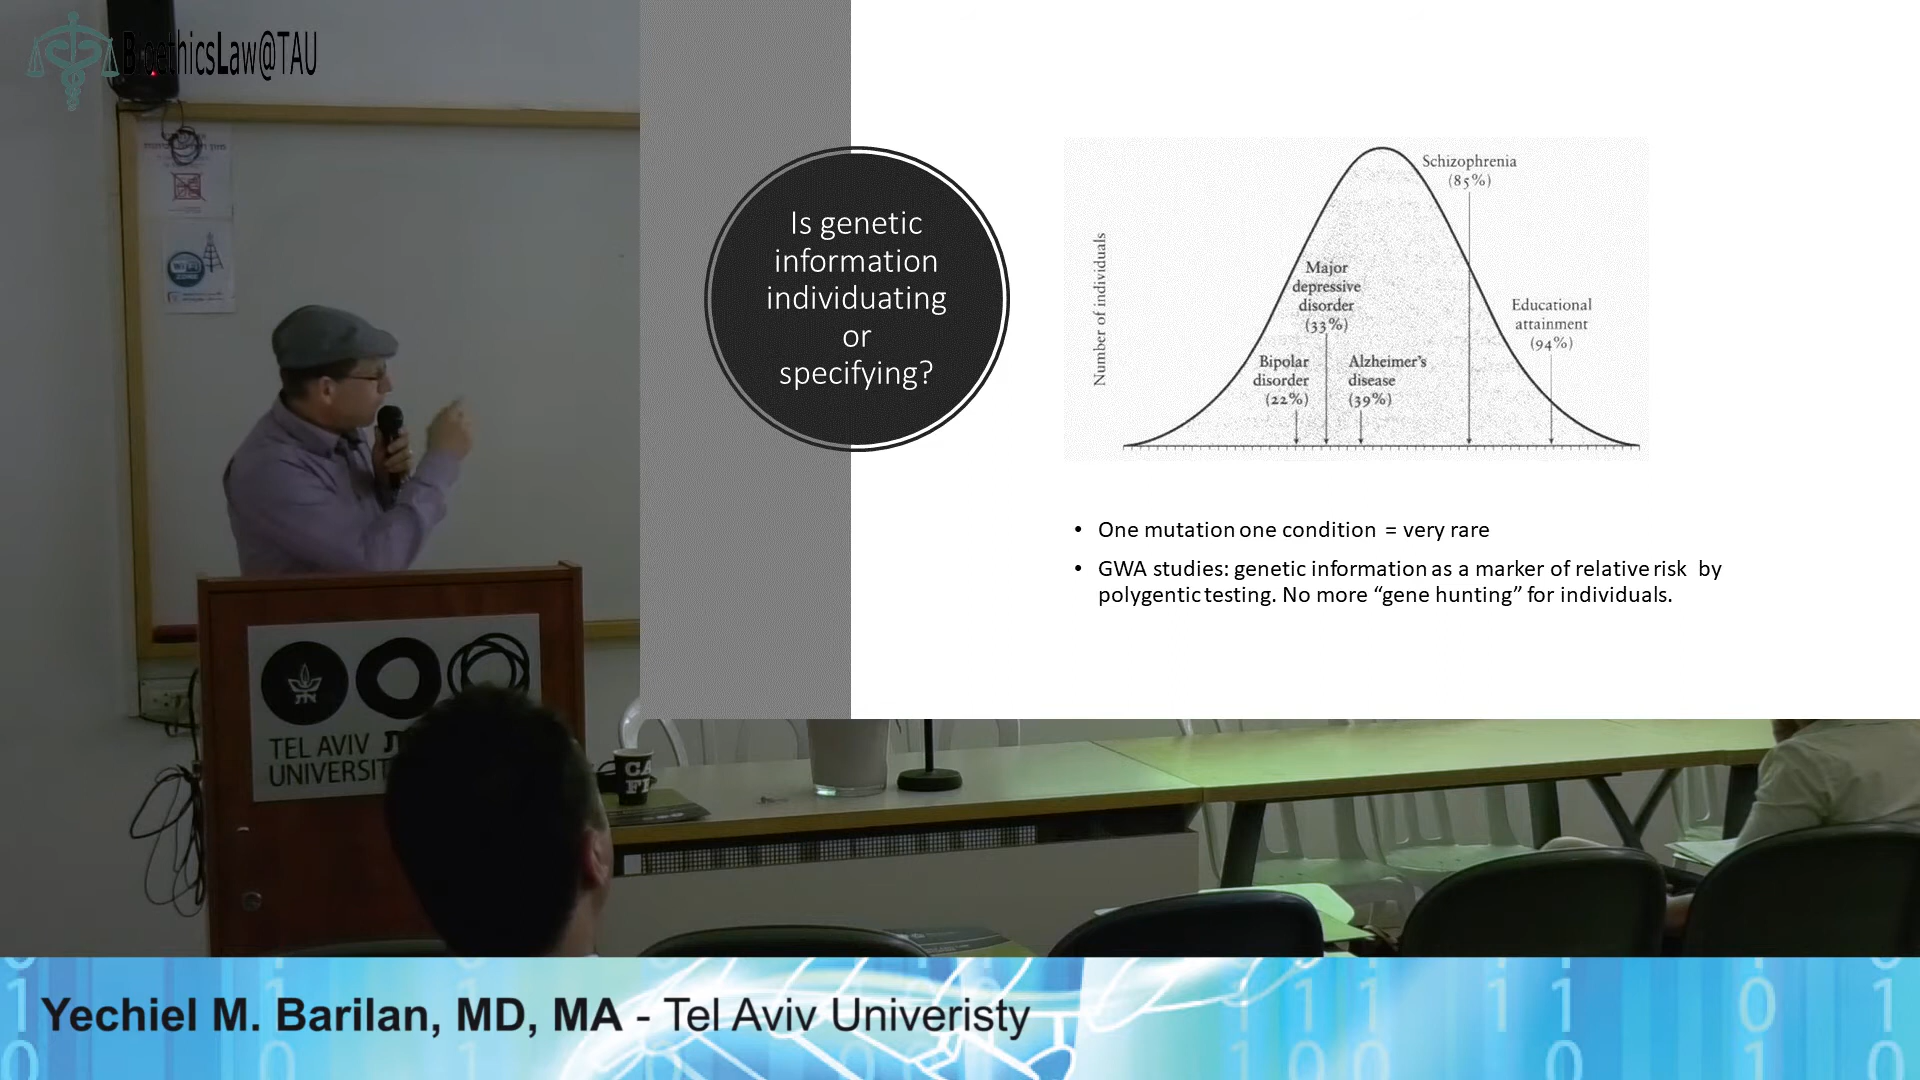 BioethicsLaw@TAU
Is genetic
information
individuating
or
specifying?
Number of individuals
Schizophrenia
(85%)
Major
depressive
disorder
(33%)
Educational
attainment
(94%)
Bipolar
disorder
(22%)
Alzheimer's
disease
(39%)
• One mutation one condition = very rare
• GWA studies: genetic information as a marker of relative risk by
polygentic testing. No more “gene hunting” for individuals.
TEL AVIV
UNIVERSIT
Yechiel M. Barilan, MD, MA - Tel Aviv Univeristy